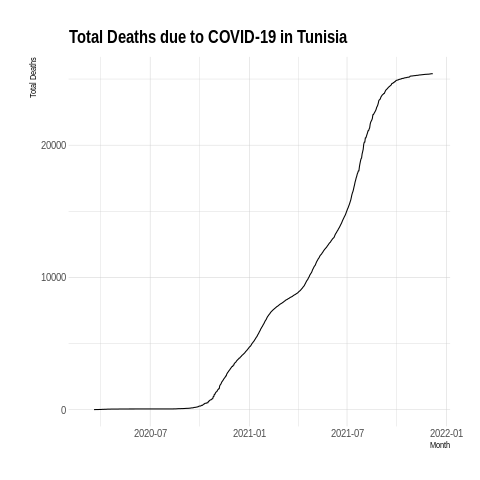 Total Deaths due to COVID-19 in Tunisia
Total Deaths
20000
10000
0
2020-07 2021-01 2021-07 2022-01
Month